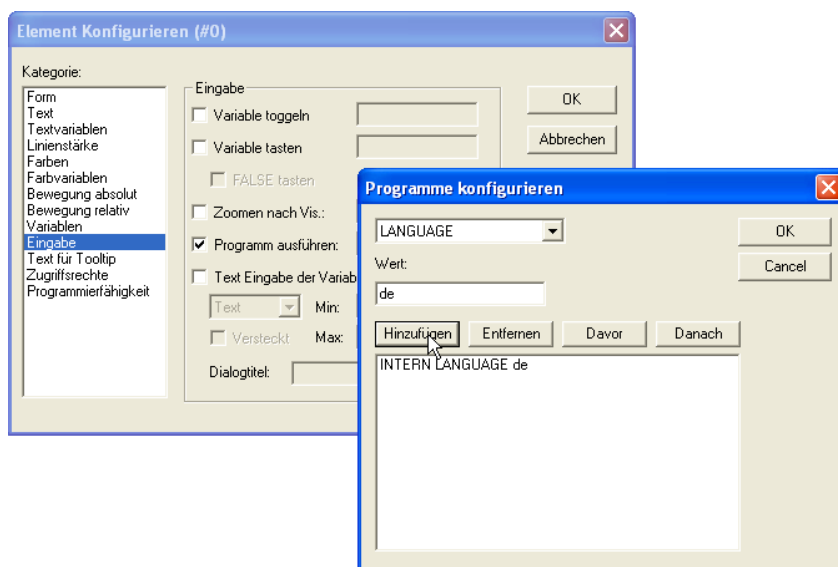 Element Konfigurieren (#0)
Kategorie:
Form
Text
Textvariablen
Linienstärke
Farben
Farbvariablen
Bewegung absolut
Bewegung relativ
Variablen
Eingabe
Text für Tooltip
Zugriffsrechte
Programmierfähigkeit
Eingabe
Variable toggeln
Variable tasten
FALSE tasten
Zoomen nach Vis.:
Programm ausführen:
Text Eingabe der Variab
Text Min:
Versteckt Max:
Dialogtitel:
OK
Abbrechen
Programme konfigurieren
LANGUAGE
Wert:
de
Hinzufügen Entfernen Davor Danach
INTERN LANGUAGE de
OK
Cancel